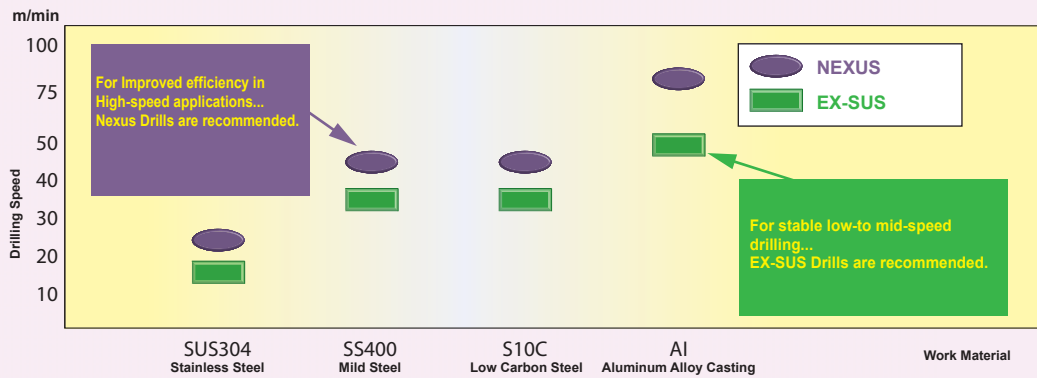 m/min
100
75
50
40
30
20
10
Drilling Speed
For Improved efficiency in
High-speed applications...
Nexus Drills are recommended.
NEXUS
EX-SUS
For stable low-to mid-speed
drilling...
EX-SUS Drills are recommended.
SUS304
Stainless Steel
SS400
Mild Steel
S10C
Low Carbon Steel
AI
Aluminum Alloy Casting
Work Material